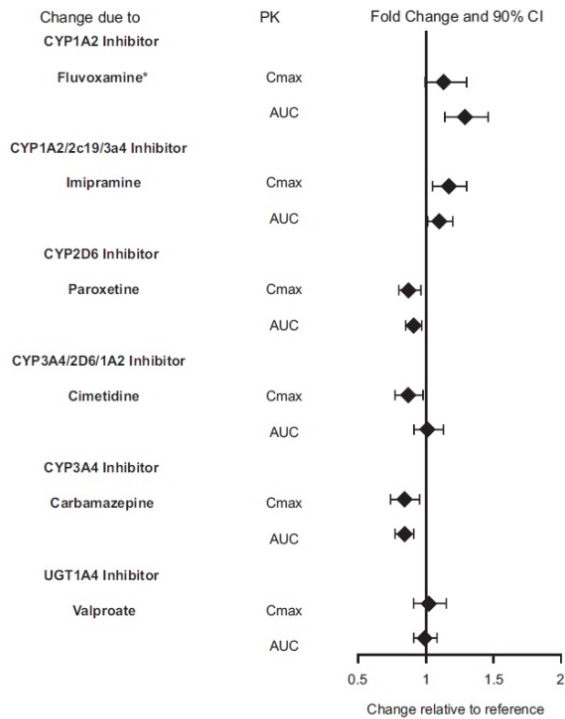 Change due to PK Fold Change and 90% CI
CYP1A2 Inhibitor
Fluvoxamine* Cmax
AUC
CYP1A2/2c19/3a4 Inhibitor
Imipramine Cmax
AUC
CYP2D6 Inhibitor
Paroxetine Cmax
AUC
CYP3A4/2D6/1A2 Inhibitor
Cimetidine Cmax
AUC
CYP3A4 Inhibitor
Carbamazepine Cmax
AUC
UGT1A4 Inhibitor
Valproate Cmax
AUC
0.5 1 1.5 2
Change relative to reference